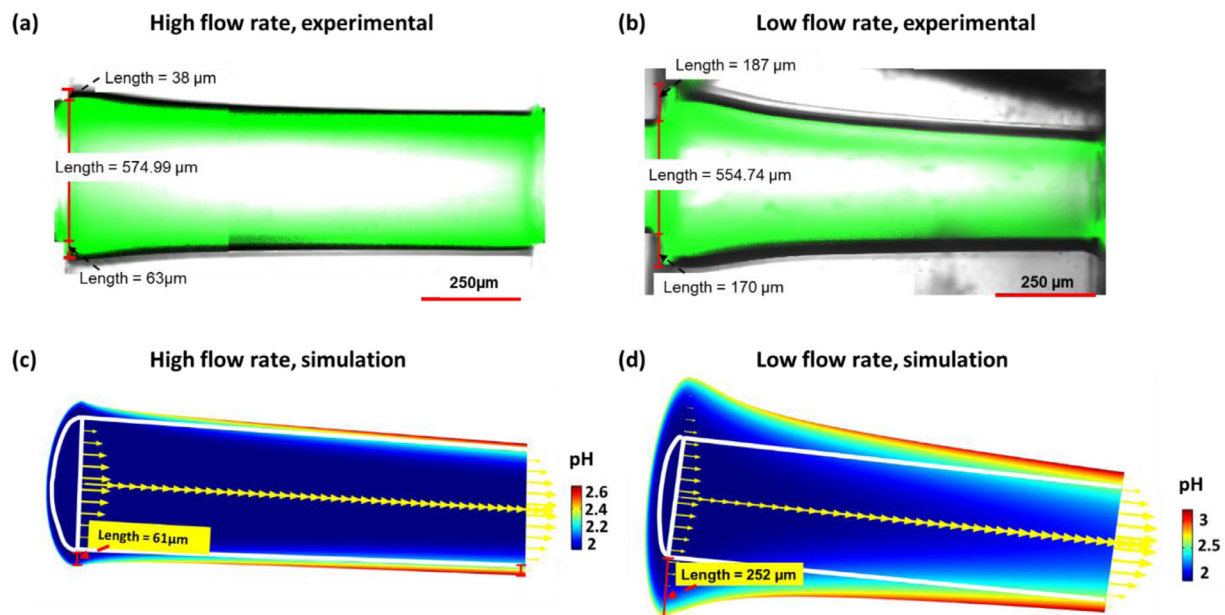 (a) High flow rate, experimental
(b) Low flow rate, experimental
Length = 38 µm
Length = 574.99 µm
Length = 63µm
250µm
Length = 187 µm
Length = 554.74 µm
Length = 170 µm
250 µm
(c) High flow rate, simulation
(d) Low flow rate, simulation
Length = 61µm
pH
2.6
2.4
2.2
2
Length = 252 µm
pH
3
2.5
2